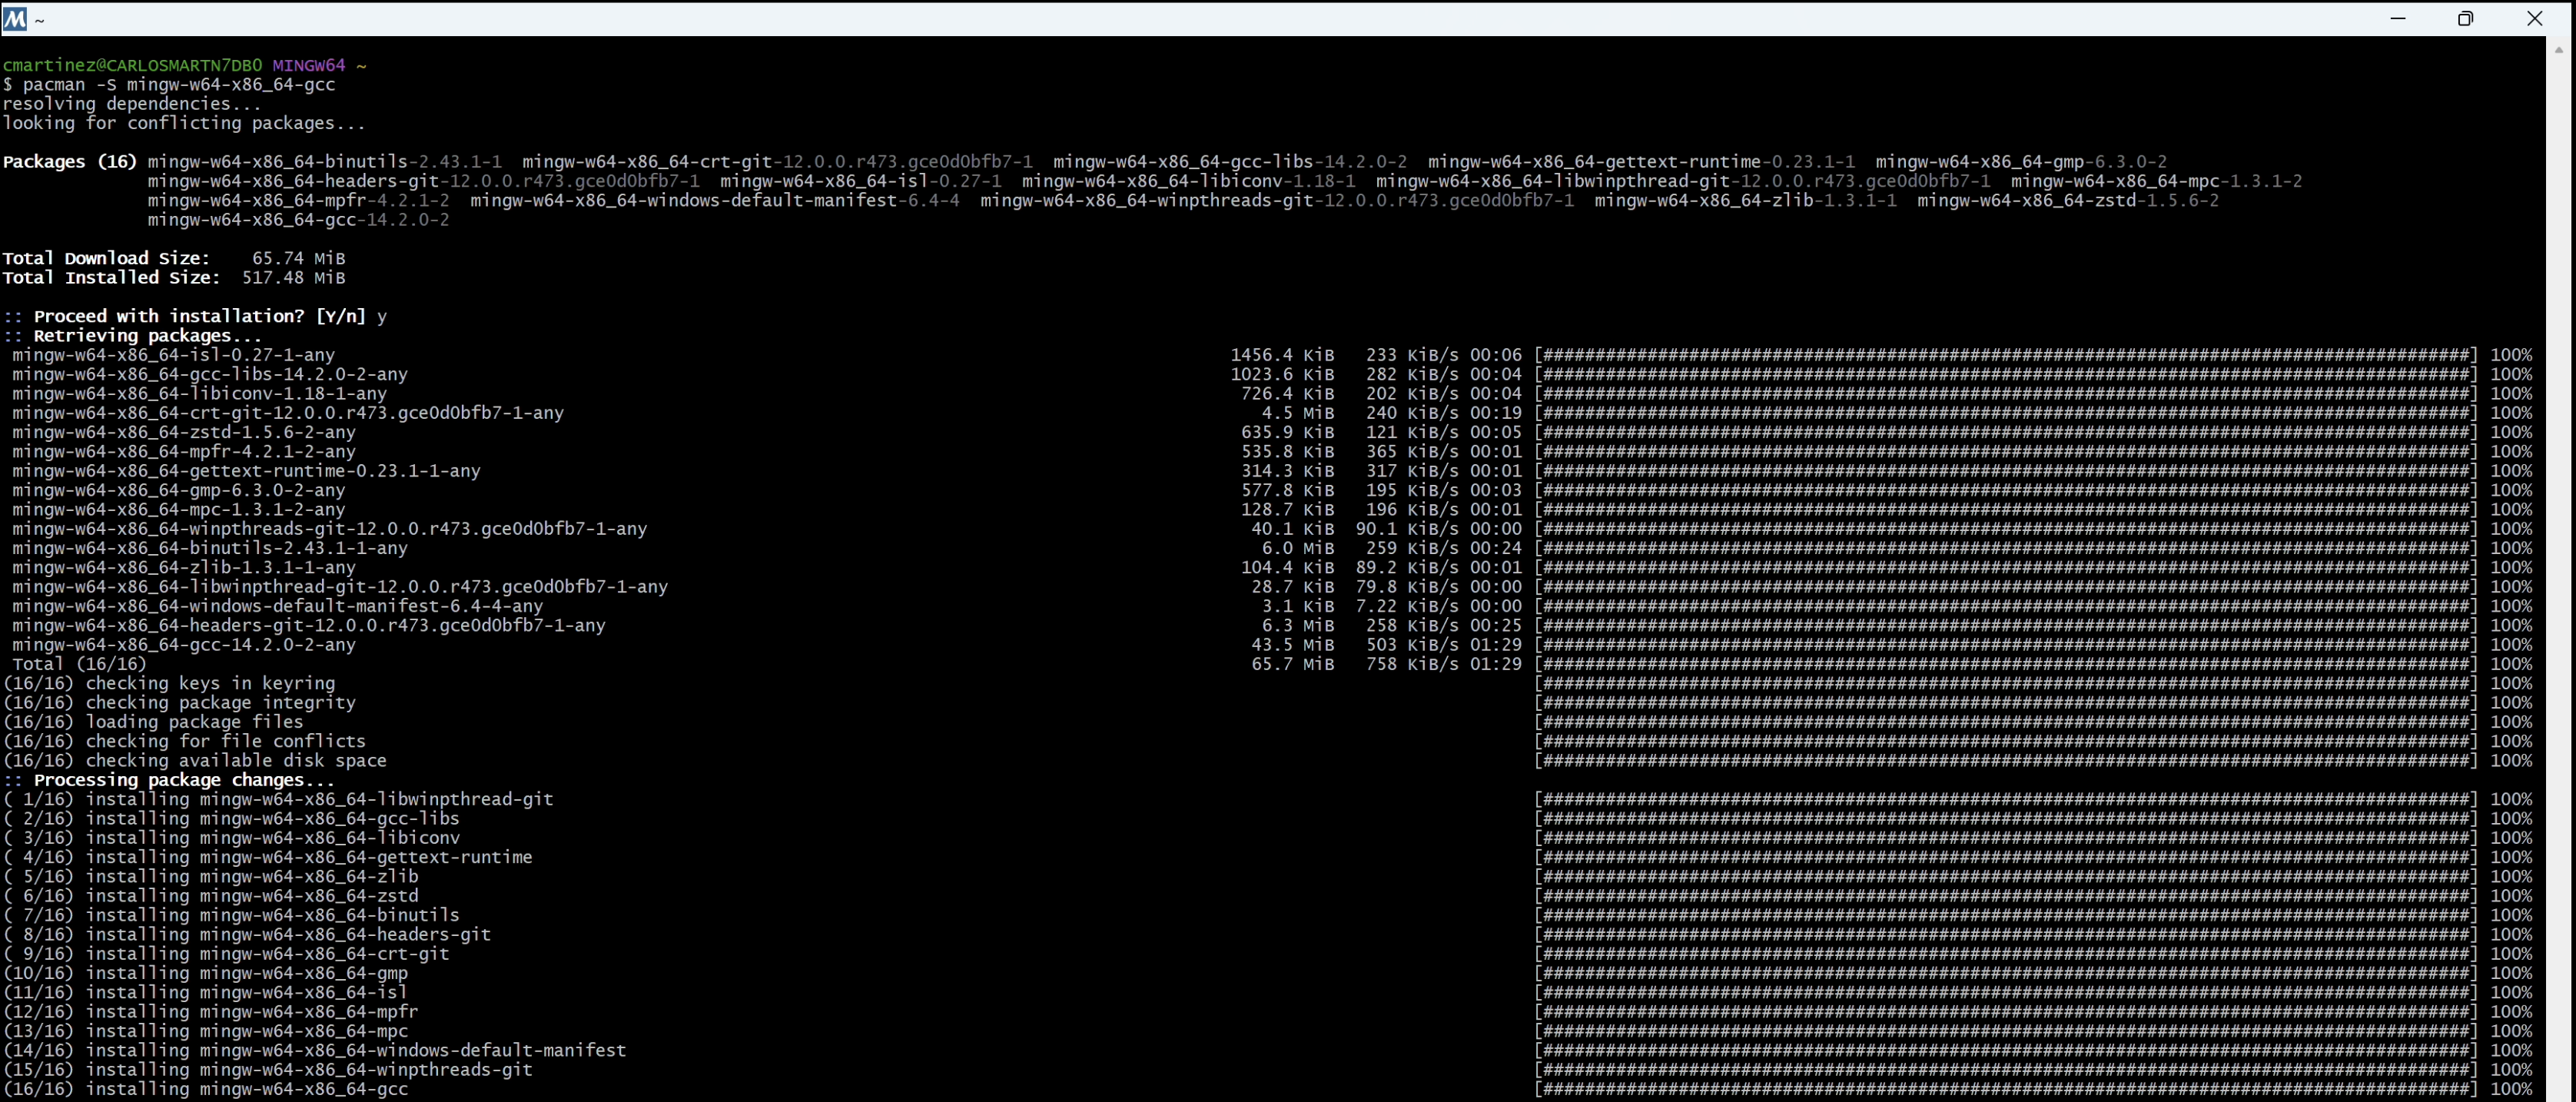 ~
cmartinez@CARLOSMARTN7DB0 MINGW64 ~
$ pacman -S mingw-w64-x86_64-gcc
resolving dependencies...
looking for conflicting packages...
Packages (16) mingw-w64-x86_64-binutils-2.43.1-1  mingw-w64-x86_64-crt-git-12.0.0.r473.gce0d0bfb7-1  mingw-w64-x86_64-gcc-libs-14.2.0-2  mingw-w64-x86_64-gettext-runtime-0.23.1-1  mingw-w64-x86_64-gmp-6.3.0-2
mingw-w64-x86_64-headers-git-12.0.0.r473.gce0d0bfb7-1  mingw-w64-x86_64-isl-0.27-1  mingw-w64-x86_64-libiconv-1.18-1  mingw-w64-x86_64-libwinpthread-git-12.0.0.r473.gce0d0bfb7-1  mingw-w64-x86_64-mpc-1.3.1-2
mingw-w64-x86_64-mpfr-4.2.1-2  mingw-w64-x86_64-windows-default-manifest-6.4-4  mingw-w64-x86_64-winpthreads-git-12.0.0.r473.gce0d0bfb7-1  mingw-w64-x86_64-zlib-1.3.1-1  mingw-w64-x86_64-zstd-1.5.6-2
mingw-w64-x86_64-gcc-14.2.0-2
Total Download Size:    65.74 MiB
Total Installed Size:  517.48 MiB
:: Proceed with installation? [Y/n] y
:: Retrieving packages...
mingw-w64-x86_64-isl-0.27-1-any 1456.4 KiB 233 KiB/s 00:06 [#########################################################################################] 100%
mingw-w64-x86_64-gcc-libs-14.2.0-2-any 1023.6 KiB 282 KiB/s 00:04 [#########################################################################################] 100%
mingw-w64-x86_64-libiconv-1.18-1-any 726.4 KiB 202 KiB/s 00:04 [#########################################################################################] 100%
mingw-w64-x86_64-crt-git-12.0.0.r473.gce0d0bfb7-1-any 4.5 MiB 240 KiB/s 00:19 [#########################################################################################] 100%
mingw-w64-x86_64-zstd-1.5.6-2-any 635.9 KiB 121 KiB/s 00:05 [#########################################################################################] 100%
mingw-w64-x86_64-mpfr-4.2.1-2-any 535.8 KiB 365 KiB/s 00:01 [#########################################################################################] 100%
mingw-w64-x86_64-gettext-runtime-0.23.1-1-any 314.3 KiB 317 KiB/s 00:01 [#########################################################################################] 100%
mingw-w64-x86_64-gmp-6.3.0-2-any 577.8 KiB 195 KiB/s 00:03 [#########################################################################################] 100%
mingw-w64-x86_64-mpc-1.3.1-2-any 128.7 KiB 196 KiB/s 00:01 [#########################################################################################] 100%
mingw-w64-x86_64-winpthreads-git-12.0.0.r473.gce0d0bfb7-1-any 40.1 KiB 90.1 KiB/s 00:00 [#########################################################################################] 100%
mingw-w64-x86_64-binutils-2.43.1-1-any 6.0 MiB 259 KiB/s 00:24 [#########################################################################################] 100%
mingw-w64-x86_64-zlib-1.3.1-1-any 104.4 KiB 89.2 KiB/s 00:01 [#########################################################################################] 100%
mingw-w64-x86_64-libwinpthread-git-12.0.0.r473.gce0d0bfb7-1-any 28.7 KiB 79.8 KiB/s 00:00 [#########################################################################################] 100%
mingw-w64-x86_64-windows-default-manifest-6.4-4-any 3.1 KiB 7.22 KiB/s 00:00 [#########################################################################################] 100%
mingw-w64-x86_64-headers-git-12.0.0.r473.gce0d0bfb7-1-any 6.3 MiB 258 KiB/s 00:25 [#########################################################################################] 100%
mingw-w64-x86_64-gcc-14.2.0-2-any 43.5 MiB 503 KiB/s 01:29 [#########################################################################################] 100%
Total (16/16) 65.7 MiB 758 KiB/s 01:29 [#########################################################################################] 100%
(16/16) checking keys in keyring [#########################################################################################] 100%
(16/16) checking package integrity [#########################################################################################] 100%
(16/16) loading package files [#########################################################################################] 100%
(16/16) checking for file conflicts [#########################################################################################] 100%
(16/16) checking available disk space [#########################################################################################] 100%
:: Processing package changes...
( 1/16) installing mingw-w64-x86_64-libwinpthread-git [#########################################################################################] 100%
( 2/16) installing mingw-w64-x86_64-gcc-libs [#########################################################################################] 100%
( 3/16) installing mingw-w64-x86_64-libiconv [#########################################################################################] 100%
( 4/16) installing mingw-w64-x86_64-gettext-runtime [#########################################################################################] 100%
( 5/16) installing mingw-w64-x86_64-zlib [#########################################################################################] 100%
( 6/16) installing mingw-w64-x86_64-zstd [#########################################################################################] 100%
( 7/16) installing mingw-w64-x86_64-binutils [#########################################################################################] 100%
( 8/16) installing mingw-w64-x86_64-headers-git [#########################################################################################] 100%
( 9/16) installing mingw-w64-x86_64-crt-git [#########################################################################################] 100%
(10/16) installing mingw-w64-x86_64-gmp [#########################################################################################] 100%
(11/16) installing mingw-w64-x86_64-isl [#########################################################################################] 100%
(12/16) installing mingw-w64-x86_64-mpfr [#########################################################################################] 100%
(13/16) installing mingw-w64-x86_64-mpc [#########################################################################################] 100%
(14/16) installing mingw-w64-x86_64-windows-default-manifest [#########################################################################################] 100%
(15/16) installing mingw-w64-x86_64-winpthreads-git [#########################################################################################] 100%
(16/16) installing mingw-w64-x86_64-gcc [#########################################################################################] 100%